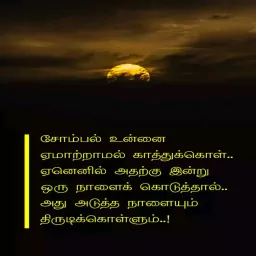 சோம்பல் உன்னை
ஏமாற்றாமல் காத்துக்கொள்..
ஏனெனில் அதற்கு இன்று
ஒரு நாளைக் கொடுத்தால்..
அது அடுத்த நாளையும்
திருடிக்கொள்ளும்..!